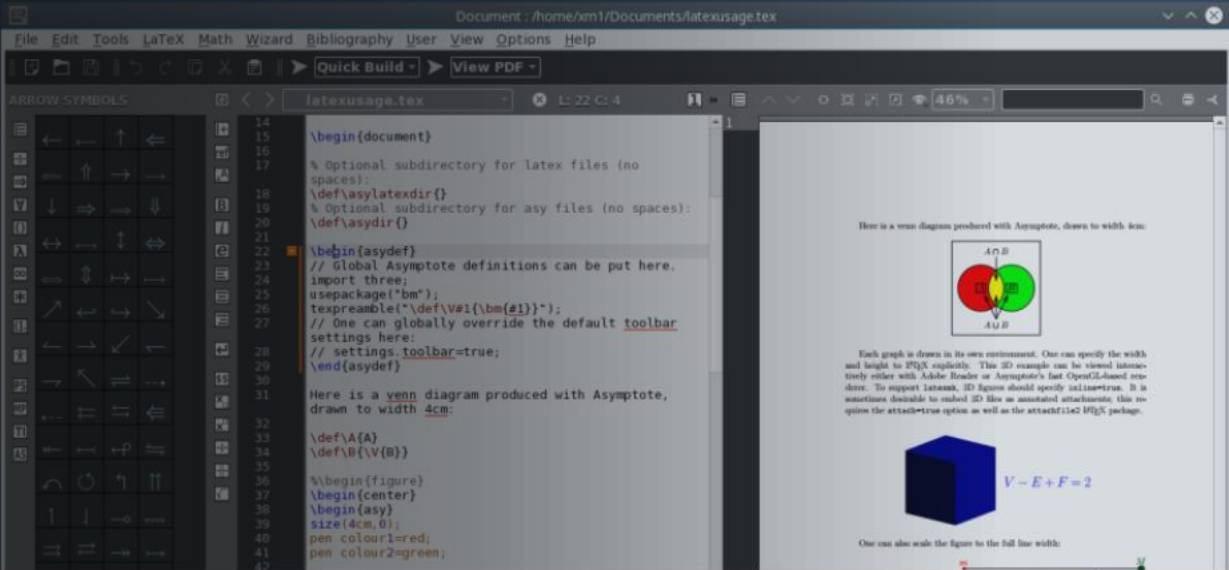 Document : /home/xm1/Documents/latexusage.tex
File Edit Tools LaTeX Math Wizard Bibliography User View Options Help
Quick Build View PDF
ARROW SYMBOLS latexusage.tex L: 22 C: 4 46%
1
14
15 \begin{document}
16
17 % Optional subdirectory for latex files (no
spaces):
18 \def\asylatexdir{}
19 % Optional subdirectory for asy files (no spaces):
20 \def\asydir{}
21
22 \begin{asydef}
23 // Global Asymptote definitions can be put here.
24 import three;
25 usepackage("bm");
26 texpreamble("\def\V#1{\bm{#1}}");
27 // One can globally override the default toolbar
settings here:
28 // settings.toolbar=true;
29 \end{asydef}
30
31 Here is a venn diagram produced with Asymptote,
drawn to width 4cm:
32
33 \def\A{A}
34 \def\B{\V{B}}
35
36 %\begin{figure}
37 \begin{center}
38 \begin{asy}
39 size(4cm,0);
40 pen colour1=red;
41 pen colour2=green;
42
Here is a venn diagram produced with Asymptote, drawn to width 4cm:
A∩B
A B
A∪B
Each graph is drawn in its own environment. One can specify the width
and height to LATEX explicitly. This 3D example can be viewed interac-
tively either with Adobe Reader or Asymptote's fast OpenGL-based ren-
derer. To support latexmk, 3D figures should specify inline=true. It is
sometimes desirable to embed 3D files as annotated attachments; this re-
quires the attach=true option as well as the attachfile2 LATEX package.
V − E + F = 2
One can also scale the figure to the full line width:
m M